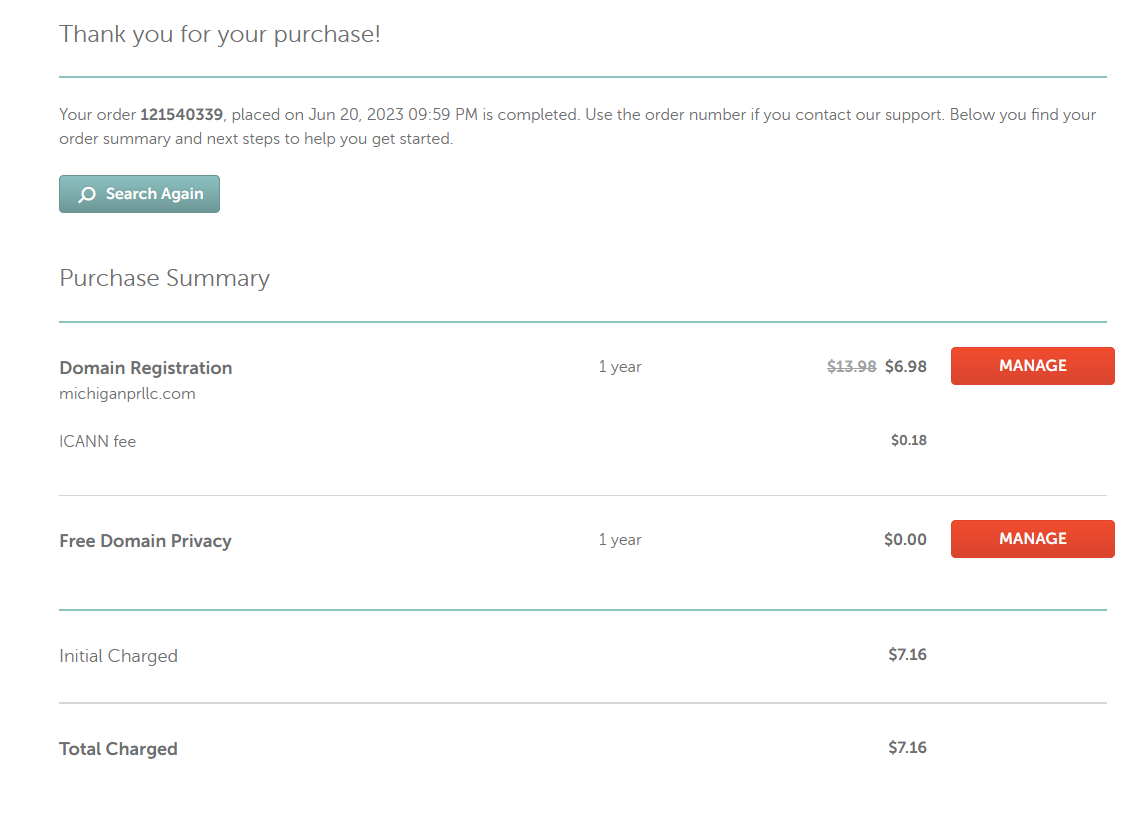 Thank you for your purchase!
Your order 121540339, placed on Jun 20, 2023 09:59 PM is completed. Use the order number if you contact our support. Below you find your
order summary and next steps to help you get started.
Search Again
Purchase Summary
Domain Registration 1 year $13.98 $6.98 MANAGE
michiganprllc.com
ICANN fee $0.18
Free Domain Privacy 1 year $0.00 MANAGE
Initial Charged $7.16
Total Charged $7.16